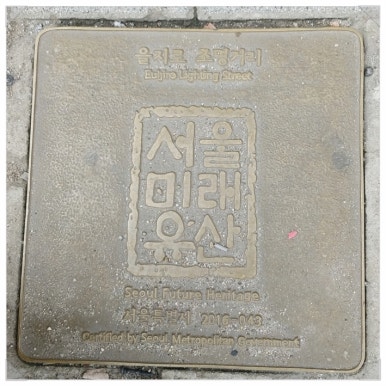 을지로 조명거리
Euljiro Lighting Street
서울
미래
유산
Seoul Future Heritage
서울특별시 2016-043
Certified by Seoul Metropolitan Government